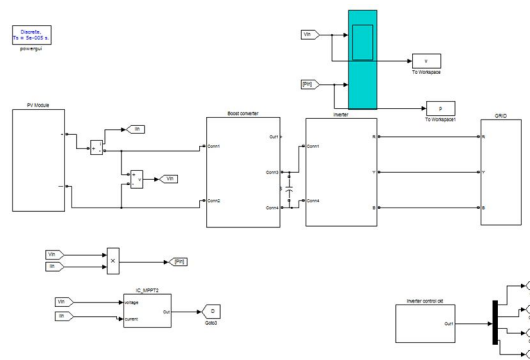 Discrete,
Ts = 5e-005 s.
powergui
Vin
v
To Workspace
[Pin]
p
To Workspace1
PV Module
Iin
Boost converter
Inverter
GRID
Out1
Conn1
Conn1
R
R
Conn3
Y
Y
Vin
Conn2
Conn4
Conn4
B
B
Vin
Iin
[Pin]
IC_MPPT2
Vin
voltage
Out
D
Iin
current
Goto3
Inverter control ckt
Out1